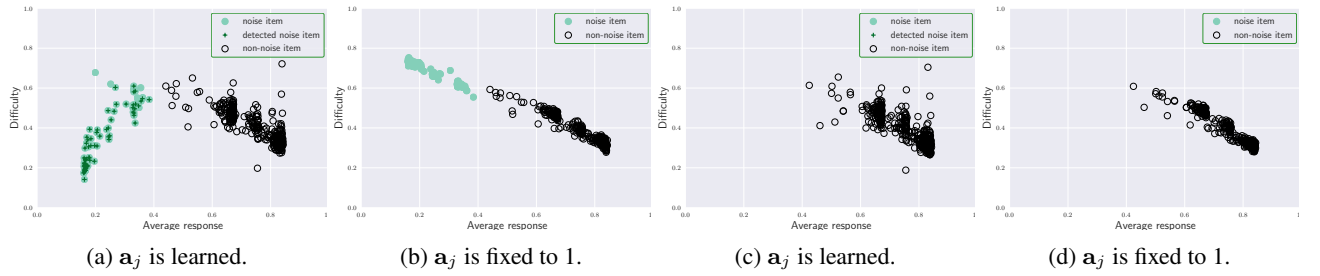 1.0
0.8
0.6
0.4
0.2
0.0
Difficulty
0.0 0.2 0.4 0.6 0.8 1
Average response
noise item
detected noise item
non-noise item
(a) a_j is learned.
1.0
0.8
0.6
0.4
0.2
0.0
Difficulty
0.0 0.2 0.4 0.6 0.8 1
Average response
noise item
non-noise item
(b) a_j is fixed to 1.
1.0
0.8
0.6
0.4
0.2
0.0
Difficulty
0.0 0.2 0.4 0.6 0.8 1
Average response
noise item
detected noise item
non-noise item
(c) a_j is learned.
1.0
0.8
0.6
0.4
0.2
0.0
Difficulty
0.0 0.2 0.4 0.6 0.8 1
Average response
noise item
non-noise item
(d) a_j is fixed to 1.